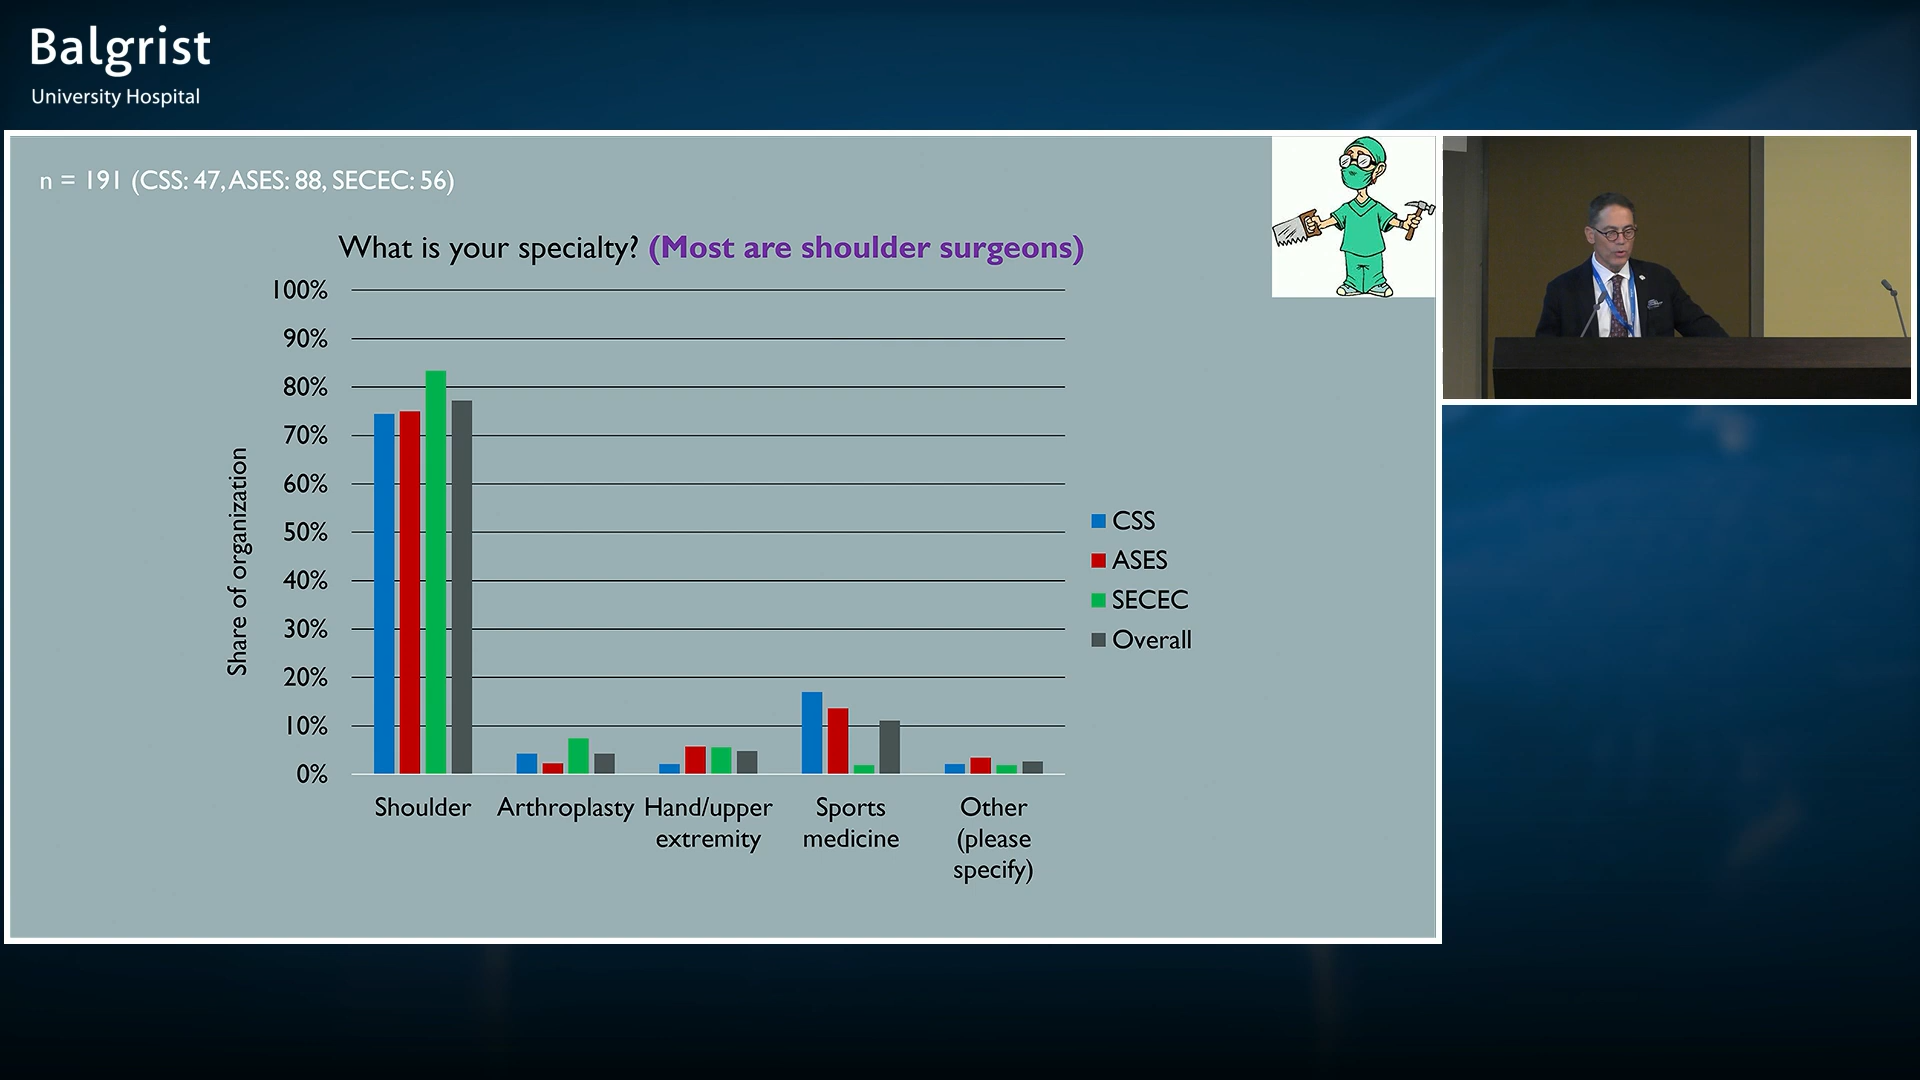 Balgrist
University Hospital
n = 191 (CSS: 47, ASES: 88, SECEC: 56)
What is your specialty? (Most are shoulder surgeons)
100%
90%
80%
70%
60%
50%
40%
30%
20%
10%
0%
Share of organization
Shoulder
Arthroplasty
Hand/upper
extremity
Sports
medicine
Other
(please
specify)
CSS
ASES
SECEC
Overall